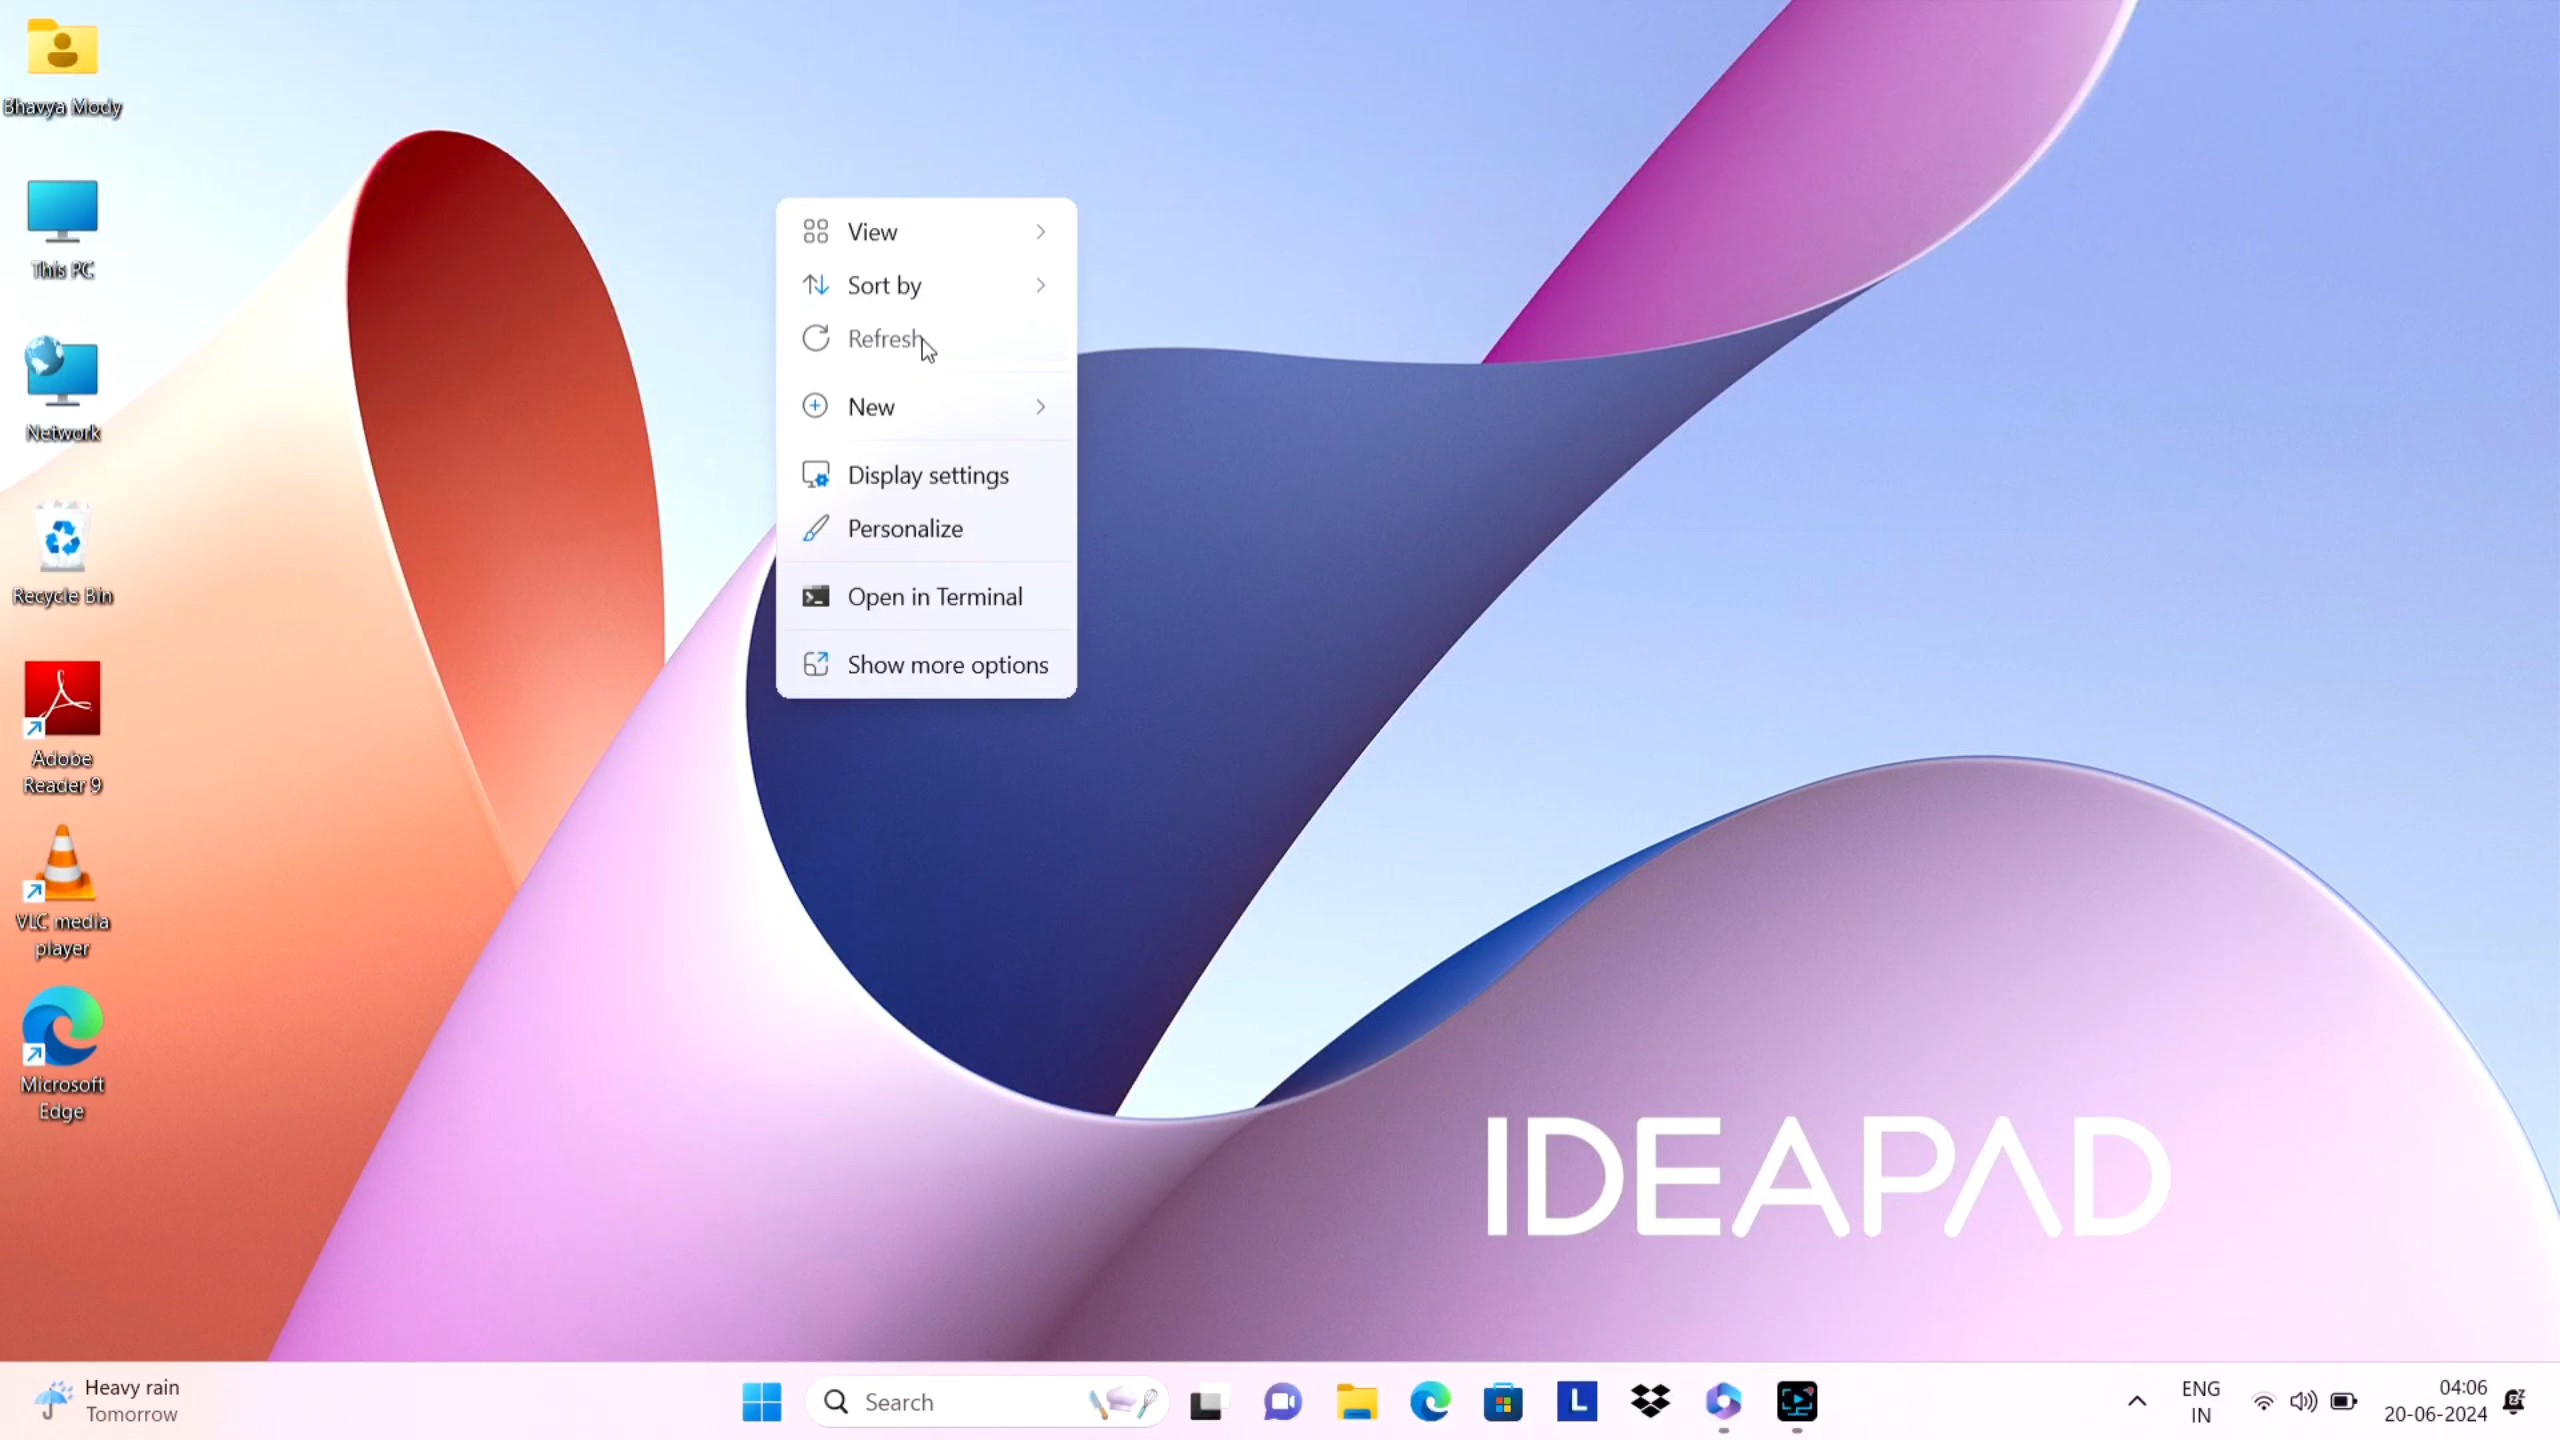 Bhavya Mody
This PC
Network
Recycle Bin
Adobe
Reader 9
VLC media
player
Microsoft
Edge
View
Sort by
Refresh
New
Display settings
Personalize
Open in Terminal
Show more options
IDEAPAD
Heavy rain
Tomorrow
Search
L
ENG
IN
04:06
20-06-2024